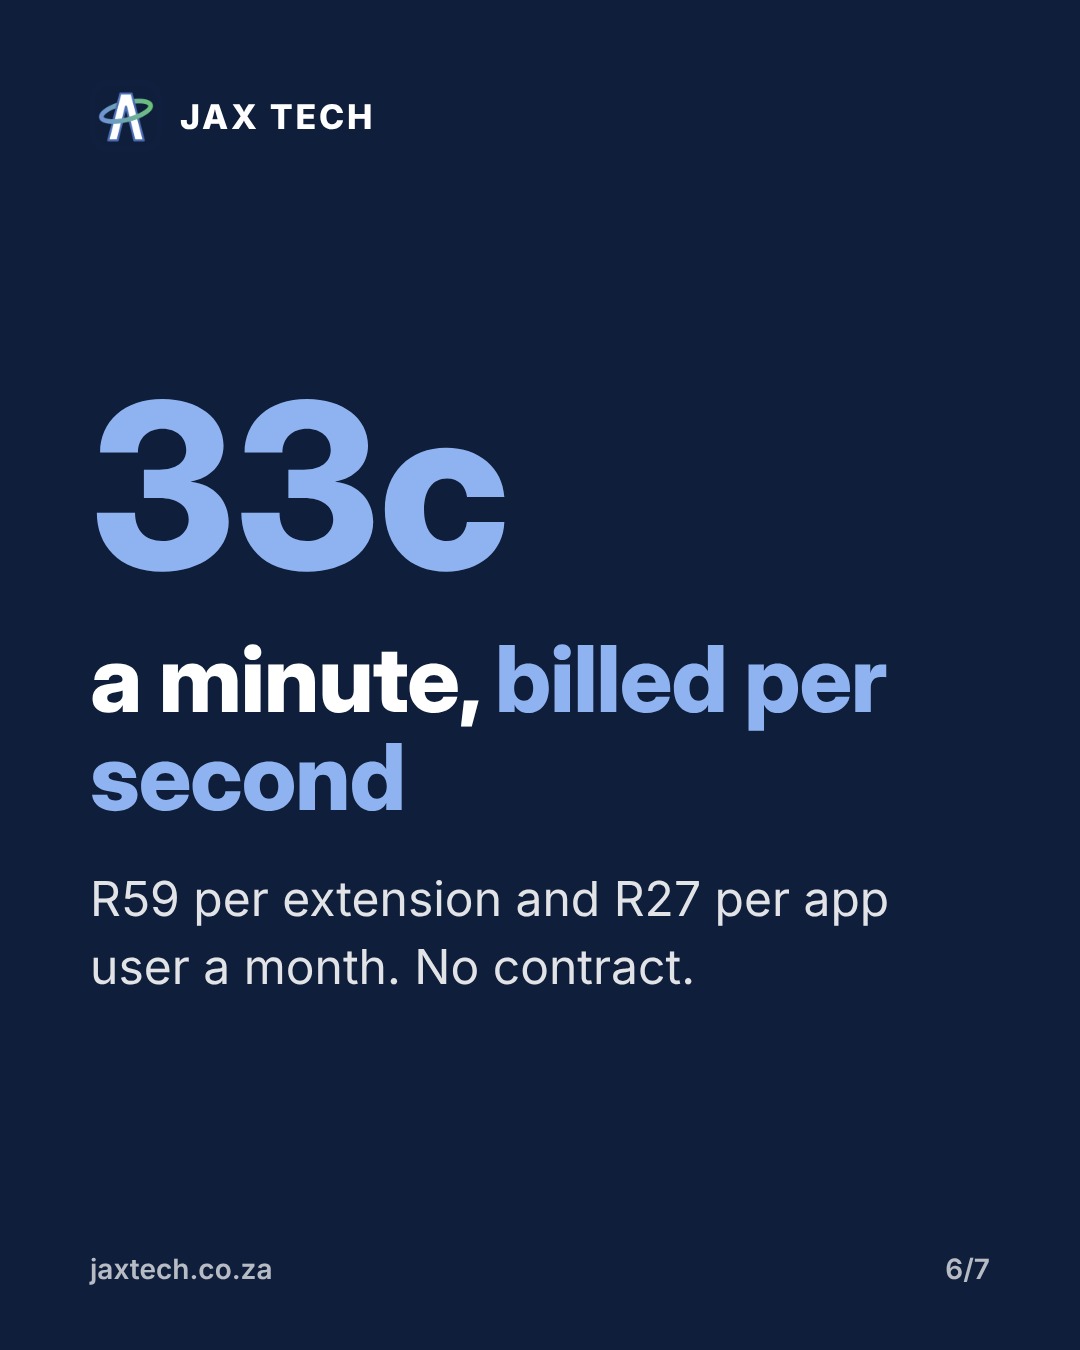 JAX TECH
33c
a minute, billed per
second
R59 per extension and R27 per app
user a month. No contract.
jaxtech.co.za
6/7